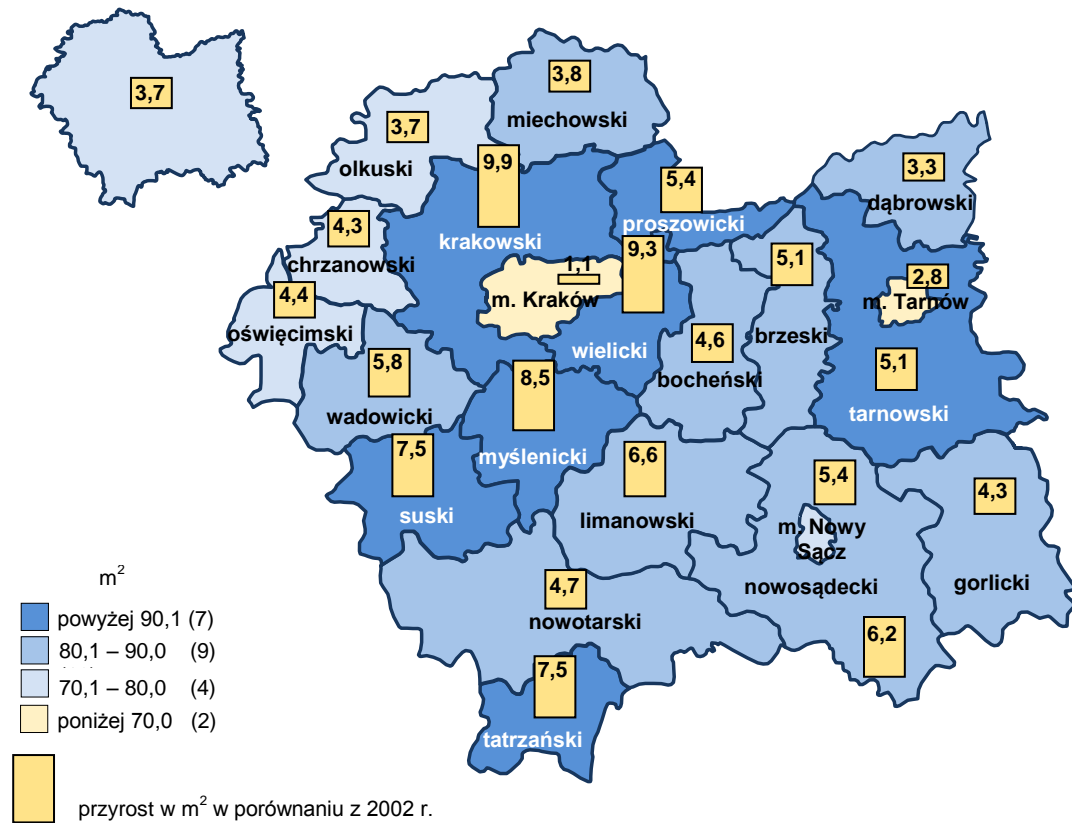 3,7
3,8
miechowski
3,7
olkuski
9,9
krakowski
5,4
proszowicki
3,3
dąbrowski
4,3
chrzanowski
9,3
wielicki
1,1
m. Kraków
5,1
brzeski
2,8
m. Tarnów
4,4
oświęcimski
5,8
wadowicki
4,6
bocheński
5,1
tarnowski
8,5
myślenicki
7,5
suski
6,6
limanowski
5,4
m. Nowy
Sącz
nowosądecki
6,2
4,3
gorlicki
4,7
nowotarski
7,5
tatrzański
m²
powyżej 90,1 (7)
80,1 – 90,0 (9)
70,1 – 80,0 (4)
poniżej 70,0 (2)
przyrost w m² w porównaniu z 2002 r.